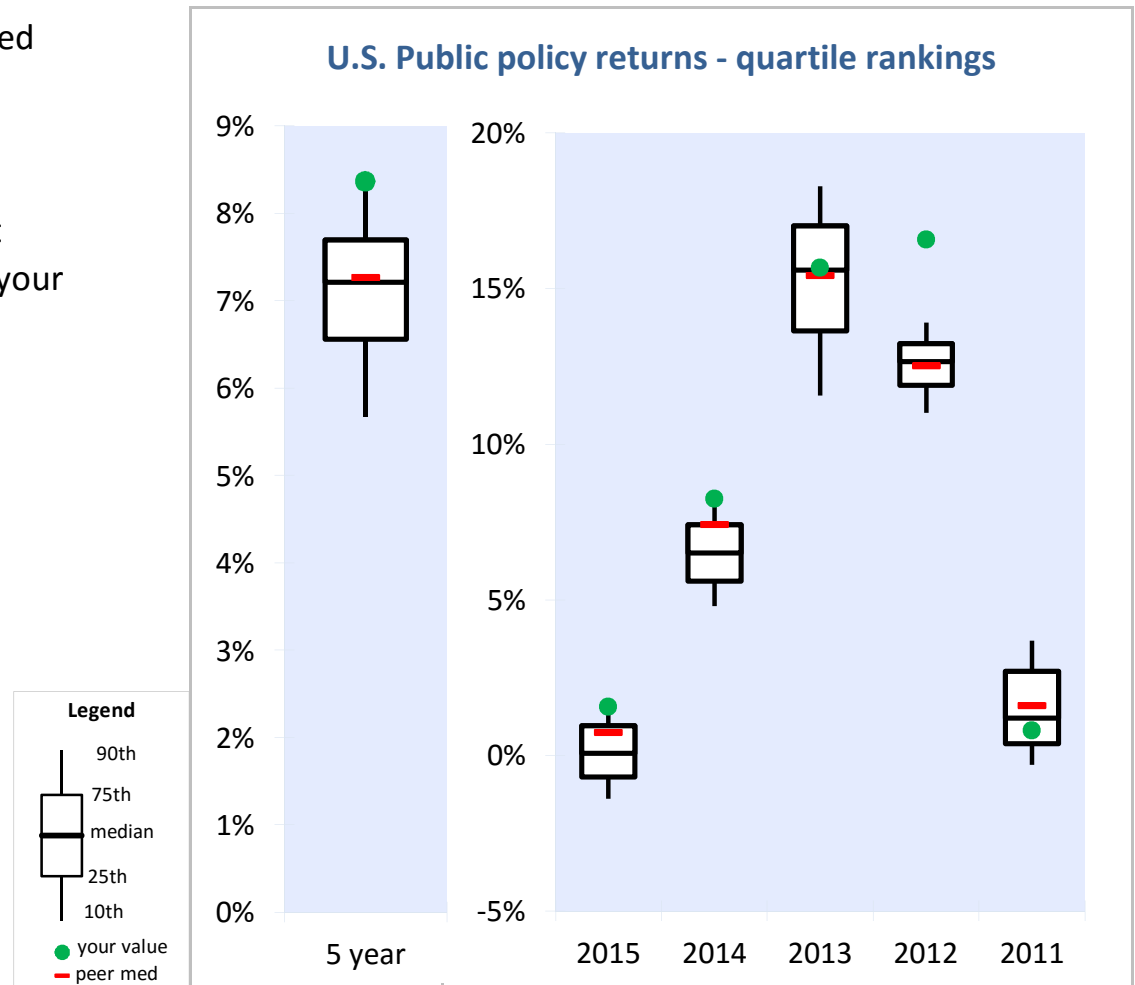 ed
your
U.S. Public policy returns - quartile rankings
9%
8%
7%
6%
5%
4%
3%
2%
1%
0%
5 year
20%
15%
10%
5%
0%
-5%
2015 2014 2013 2012 2011
Legend
90th
75th
median
25th
10th
your value
peer med